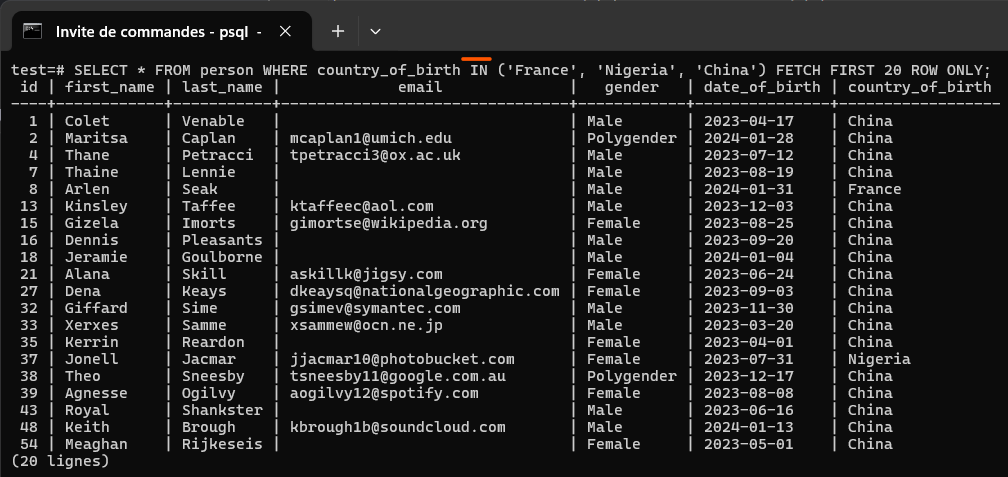 Invite de commandes - psql -
test=# SELECT * FROM person WHERE country_of_birth IN ('France', 'Nigeria', 'China') FETCH FIRST 20 ROW ONLY;
 id | first_name | last_name |             email              |   gender   | date_of_birth | country_of_birth
----+------------+-----------+--------------------------------+------------+---------------+------------------
  1 | Colet      | Venable   |                                | Male       | 2023-04-17    | China
  2 | Maritsa    | Caplan    | mcaplan1@umich.edu             | Polygender | 2024-01-28    | China
  4 | Thane      | Petracci  | tpetracci3@ox.ac.uk            | Male       | 2023-07-12    | China
  7 | Thaine     | Lennie    |                                | Male       | 2023-08-19    | China
  8 | Arlen      | Seak      |                                | Male       | 2024-01-31    | France
 13 | Kinsley    | Taffee    | ktaffeec@aol.com               | Male       | 2023-12-03    | China
 15 | Gizela     | Imorts    | gimortse@wikipedia.org         | Female     | 2023-08-25    | China
 16 | Dennis     | Pleasants |                                | Male       | 2023-09-20    | China
 18 | Jeramie    | Goulborne |                                | Male       | 2024-01-04    | China
 21 | Alana      | Skill     | askillk@jigsy.com              | Female     | 2023-06-24    | China
 27 | Dena       | Keays     | dkeaysq@nationalgeographic.com | Female     | 2023-09-03    | China
 32 | Giffard    | Sime      | gsimev@symantec.com            | Male       | 2023-11-30    | China
 33 | Xerxes     | Samme     | xsammew@ocn.ne.jp              | Male       | 2023-03-20    | China
 35 | Kerrin     | Reardon   |                                | Female     | 2023-04-01    | China
 37 | Jonell     | Jacmar    | jjacmar10@photobucket.com      | Female     | 2023-07-31    | Nigeria
 38 | Theo       | Sneesby   | tsneesby11@google.com.au       | Polygender | 2023-12-17    | China
 39 | Agnesse    | Ogilvy    | aogilvy12@spotify.com          | Female     | 2023-08-08    | China
 43 | Royal      | Shankster |                                | Male       | 2023-06-16    | China
 48 | Keith      | Brough    | kbrough1b@soundcloud.com       | Male       | 2024-01-13    | China
 54 | Meaghan    | Rijkeseis |                                | Female     | 2023-05-01    | China
(20 lignes)